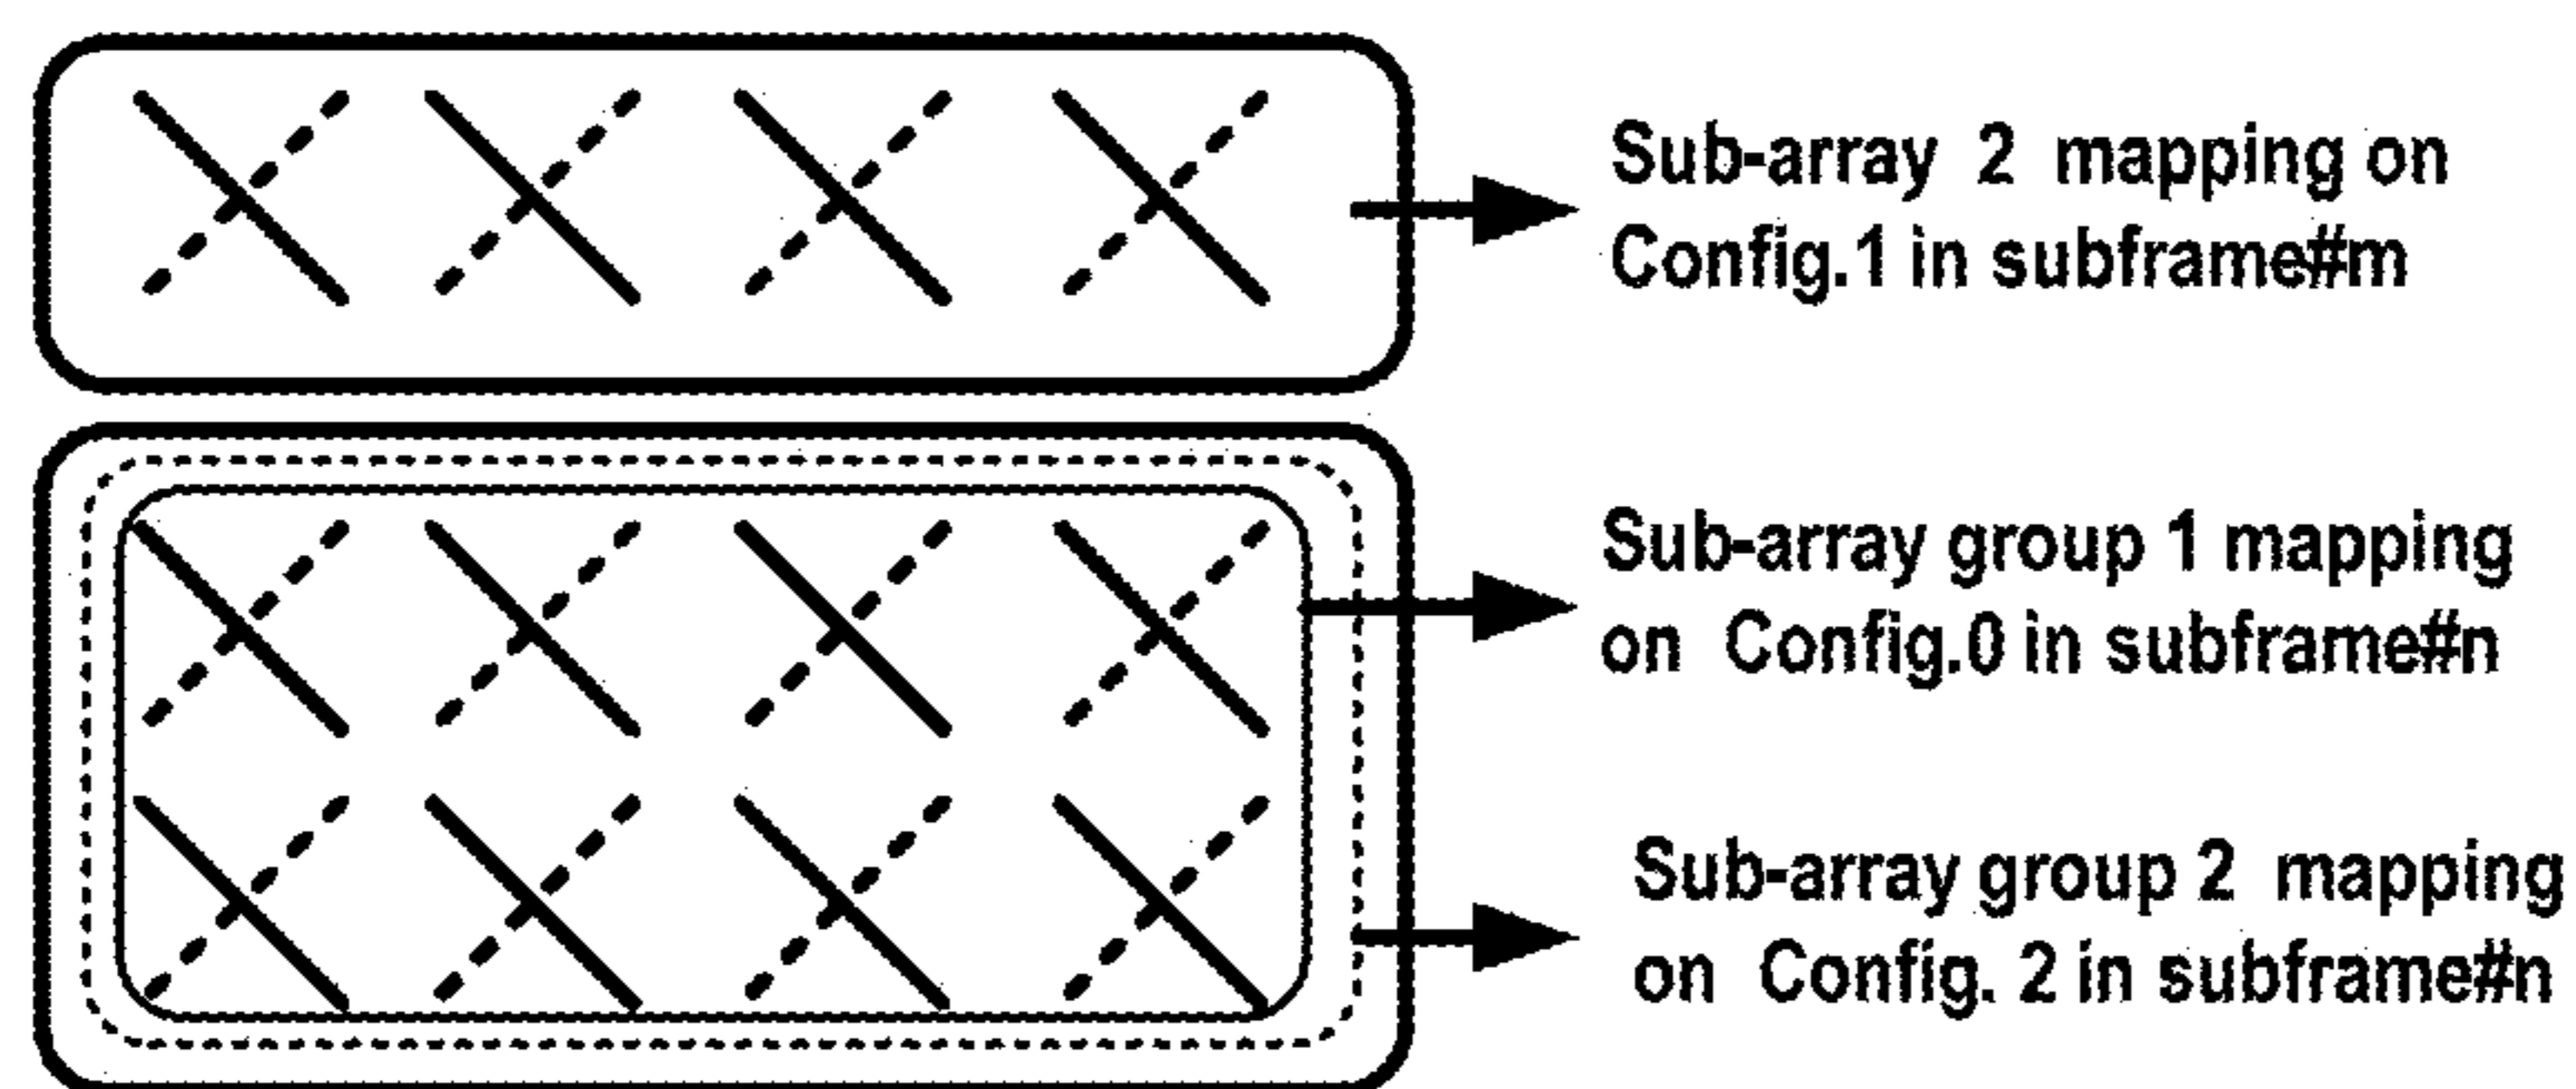 Sub-array 2 mapping on
Config.1 in subframe#m
Sub-array group 1 mapping
on Config.0 in subframe#n
Sub-array group 2 mapping
on Config. 2 in subframe#n